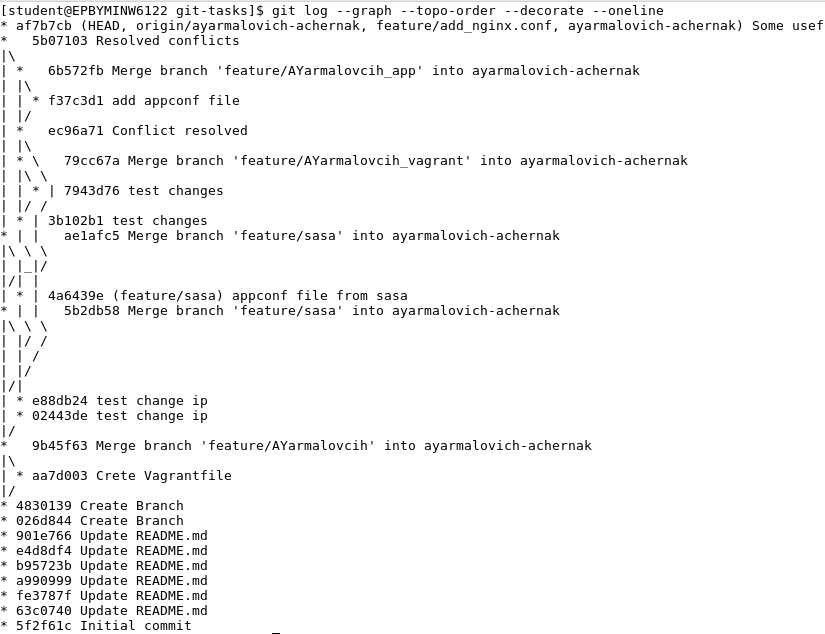 [student@EPBYMINW6122 git-tasks]$ git log --graph --topo-order --decorate --oneline
* af7b7cb (HEAD, origin/ayarmalovich-achernak, feature/add_nginx.conf, ayarmalovich-achernak) Some usef
*   5b07103 Resolved conflicts
|\
| *   6b572fb Merge branch 'feature/AYarmalovcih_app' into ayarmalovich-achernak
| |\
| | * f37c3d1 add appconf file
| |/
| *   ec96a71 Conflict resolved
| |\
| * \   79cc67a Merge branch 'feature/AYarmalovcih_vagrant' into ayarmalovich-achernak
| |\ \
| | * | 7943d76 test changes
| |/ /
| * | 3b102b1 test changes
* | |   ae1afc5 Merge branch 'feature/sasa' into ayarmalovich-achernak
|\ \ \
| |_|/
|/| |
| * | 4a6439e (feature/sasa) appconf file from sasa
* | |   5b2db58 Merge branch 'feature/sasa' into ayarmalovich-achernak
|\ \ \
| |/ /
| | /
| |/
|/|
| * e88db24 test change ip
| * 02443de test change ip
|/
*   9b45f63 Merge branch 'feature/AYarmalovcih' into ayarmalovich-achernak
|\
| * aa7d003 Crete Vagrantfile
|/
* 4830139 Create Branch
* 026d844 Create Branch
* 901e766 Update README.md
* e4d8df4 Update README.md
* b95723b Update README.md
* a990999 Update README.md
* fe3787f Update README.md
* 63c0740 Update README.md
* 5f2f61c Initial commit